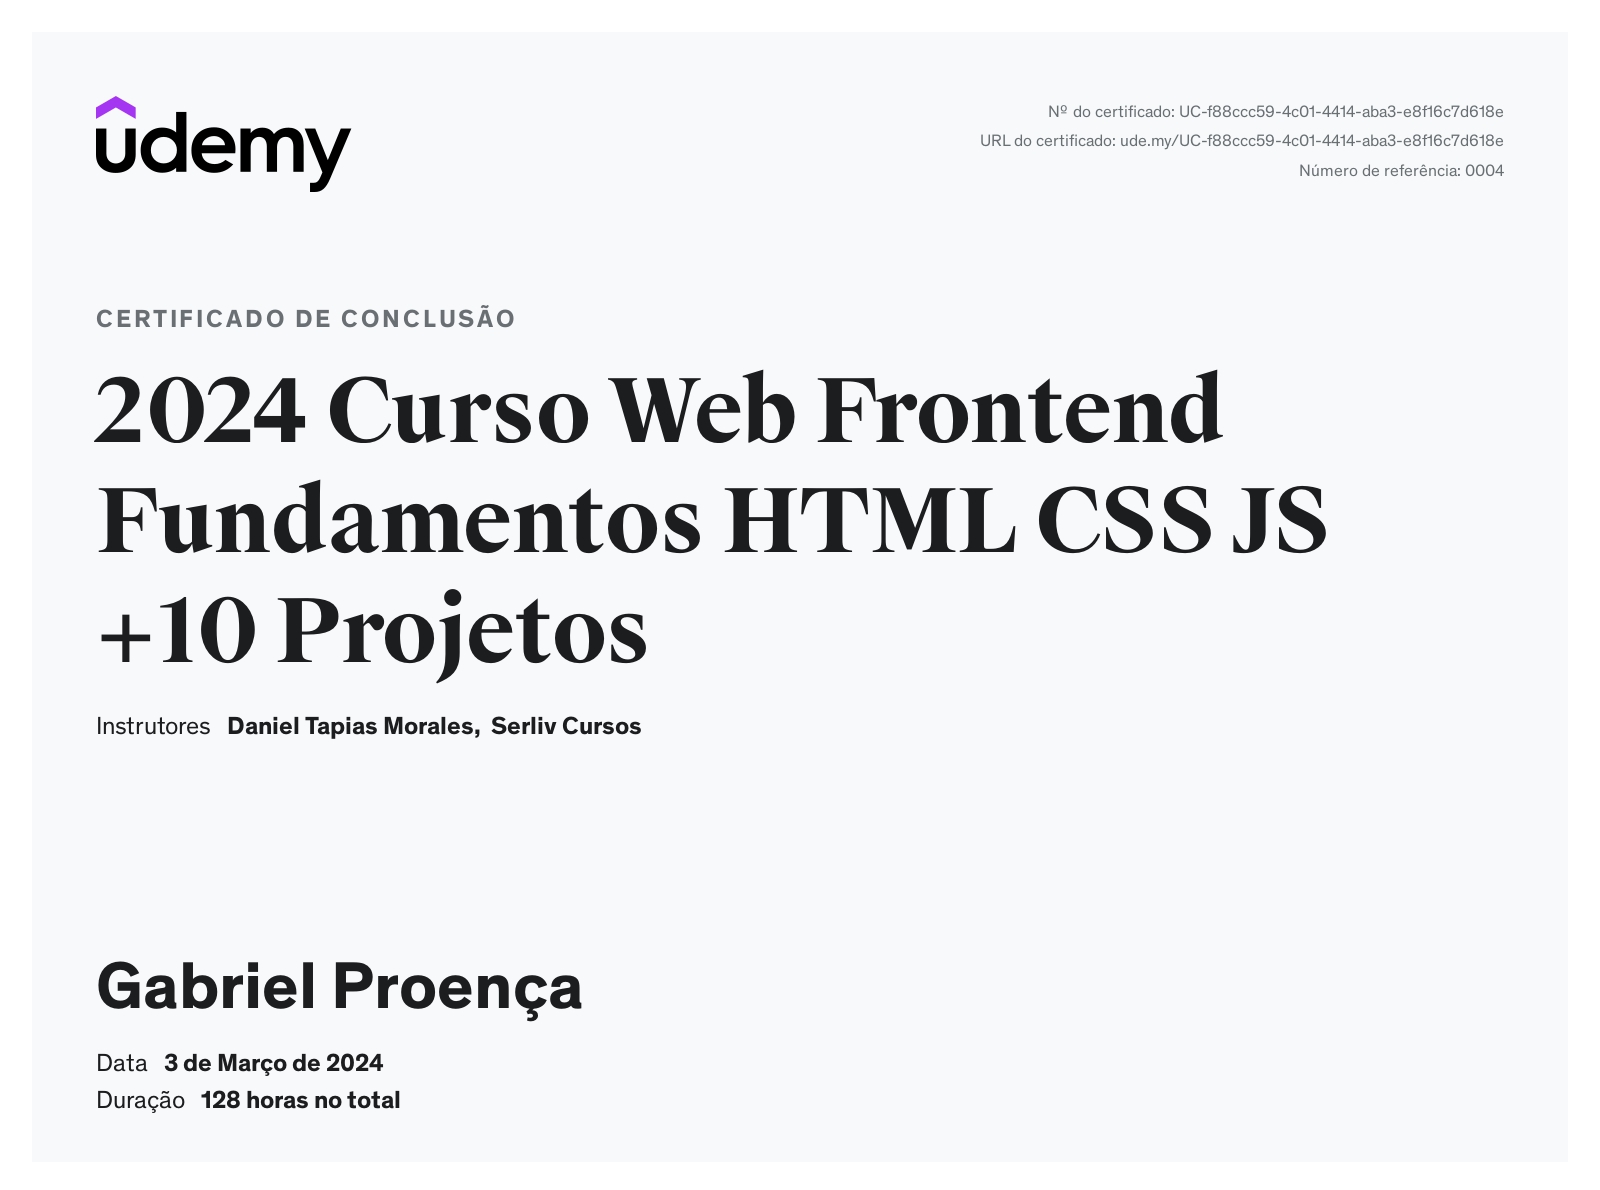 udemy
Nº do certificado: UC-f88ccc59-4c01-4414-aba3-e8f16c7d618e
URL do certificado: ude.my/UC-f88ccc59-4c01-4414-aba3-e8f16c7d618e
Número de referência: 0004
CERTIFICADO DE CONCLUSÃO
2024 Curso Web Frontend
Fundamentos HTML CSS JS
+10 Projetos
Instrutores Daniel Tapias Morales, Serliv Cursos
Gabriel Proença
Data 3 de Março de 2024
Duração 128 horas no total